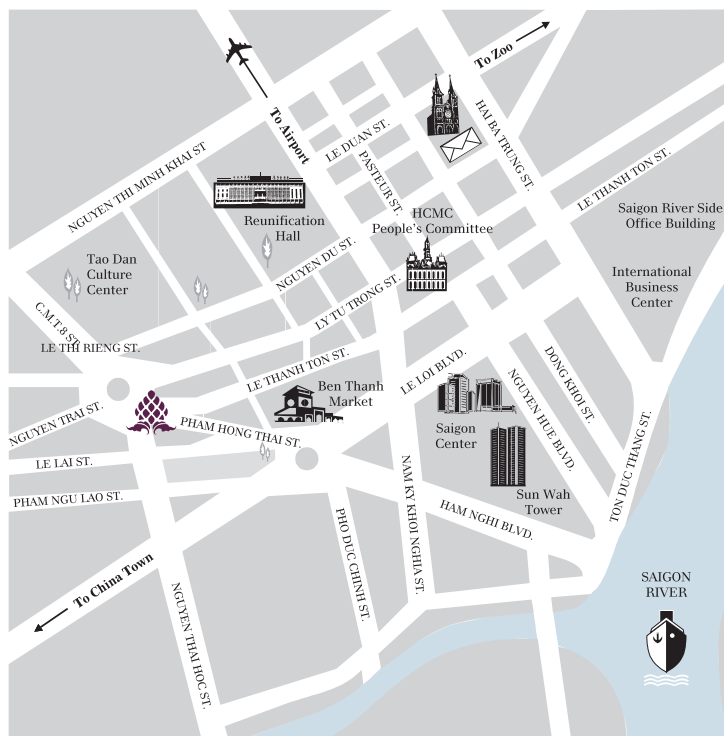 To Zoo
To Airport
NGUYEN THI MINH KHAI ST
LE DUAN ST.
PASTEUR ST.
HAI BA TRUNG ST.
LE THANH TON ST.
Reunification
Hall
HCMC
People's Committee
Saigon River Side
Office Building
Tao Dan
Culture
Center
NGUYEN DU ST.
International
Business
Center
C.M.T.8 ST.
LY TU TRONG ST.
LE THI RIENG ST.
LE THANH TON ST.
Ben Thanh
Market
LE LOI BLVD.
DONG KHOI ST.
NGUYEN HUE BLVD.
NGUYEN TRAI ST.
PHAM HONG THAI ST.
Saigon
Center
LE LAI ST.
TON DUC THANG ST.
PHAM NGU LAO ST.
NAM KY KHOI NGHIA ST.
Sun Wah
Tower
HAM NGHI BLVD.
PHO DUC CHINH ST.
To China Town
NGUYEN THAI HOC ST.
SAIGON
RIVER